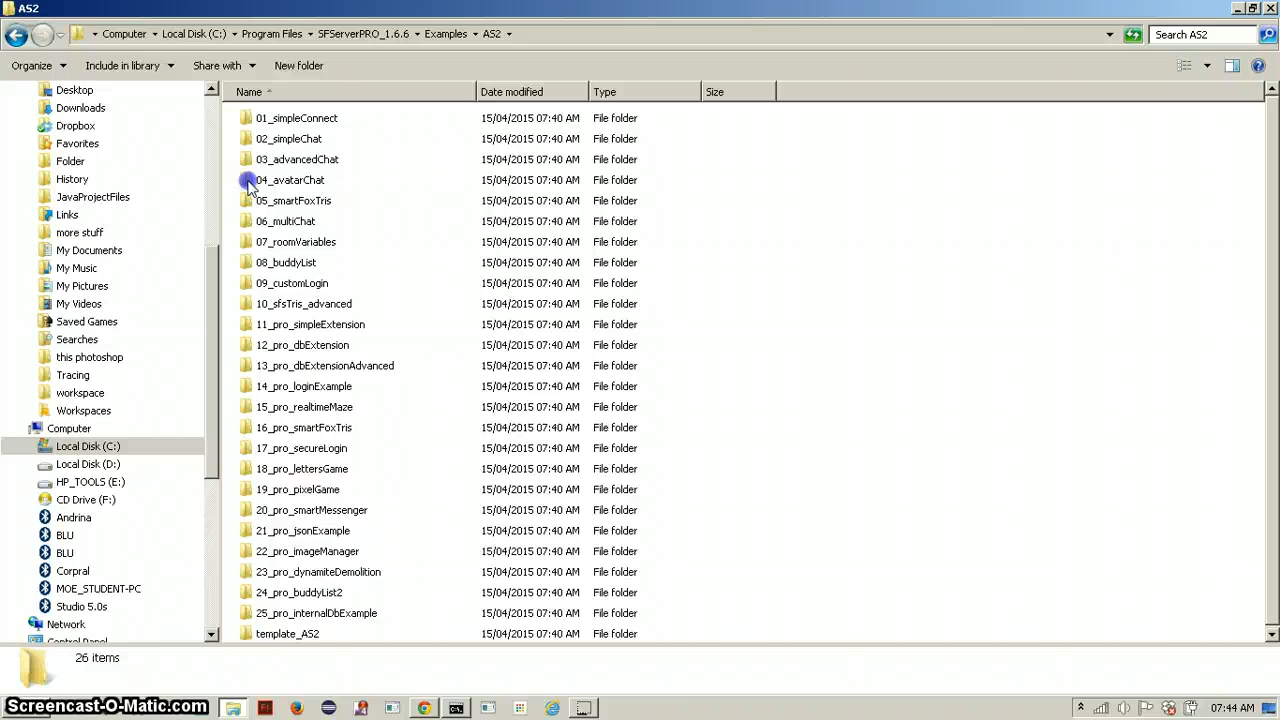 AS2
Computer ▸ Local Disk (C:) ▸ Program Files ▸ SFServerPRO_1.6.6 ▸ Examples ▸ AS2 Search AS2
Organize Include in library Share with New folder
Name Date modified Type Size
Desktop
Downloads
Dropbox
Favorites
Folder
History
JavaProjectFiles
Links
more stuff
My Documents
My Music
My Pictures
My Videos
Saved Games
Searches
this photoshop
Tracing
workspace
Workspaces
Computer
Local Disk (C:)
Local Disk (D:)
HP_TOOLS (E:)
CD Drive (F:)
Andrina
BLU
BLU
Corpral
MOE_STUDENT-PC
Studio 5.0s
Network
Control Panel
01_simpleConnect 15/04/2015 07:40 AM File folder
02_simpleChat 15/04/2015 07:40 AM File folder
03_advancedChat 15/04/2015 07:40 AM File folder
04_avatarChat 15/04/2015 07:40 AM File folder
05_smartFoxTris 15/04/2015 07:40 AM File folder
06_multiChat 15/04/2015 07:40 AM File folder
07_roomVariables 15/04/2015 07:40 AM File folder
08_buddyList 15/04/2015 07:40 AM File folder
09_customLogin 15/04/2015 07:40 AM File folder
10_sfsTris_advanced 15/04/2015 07:40 AM File folder
11_pro_simpleExtension 15/04/2015 07:40 AM File folder
12_pro_dbExtension 15/04/2015 07:40 AM File folder
13_pro_dbExtensionAdvanced 15/04/2015 07:40 AM File folder
14_pro_loginExample 15/04/2015 07:40 AM File folder
15_pro_realtimeMaze 15/04/2015 07:40 AM File folder
16_pro_smartFoxTris 15/04/2015 07:40 AM File folder
17_pro_secureLogin 15/04/2015 07:40 AM File folder
18_pro_lettersGame 15/04/2015 07:40 AM File folder
19_pro_pixelGame 15/04/2015 07:40 AM File folder
20_pro_smartMessenger 15/04/2015 07:40 AM File folder
21_pro_jsonExample 15/04/2015 07:40 AM File folder
22_pro_imageManager 15/04/2015 07:40 AM File folder
23_pro_dynamiteDemolition 15/04/2015 07:40 AM File folder
24_pro_buddyList2 15/04/2015 07:40 AM File folder
25_pro_internalDbExample 15/04/2015 07:40 AM File folder
template_AS2 15/04/2015 07:40 AM File folder
26 items
Screencast-O-Matic.com 07:44 AM